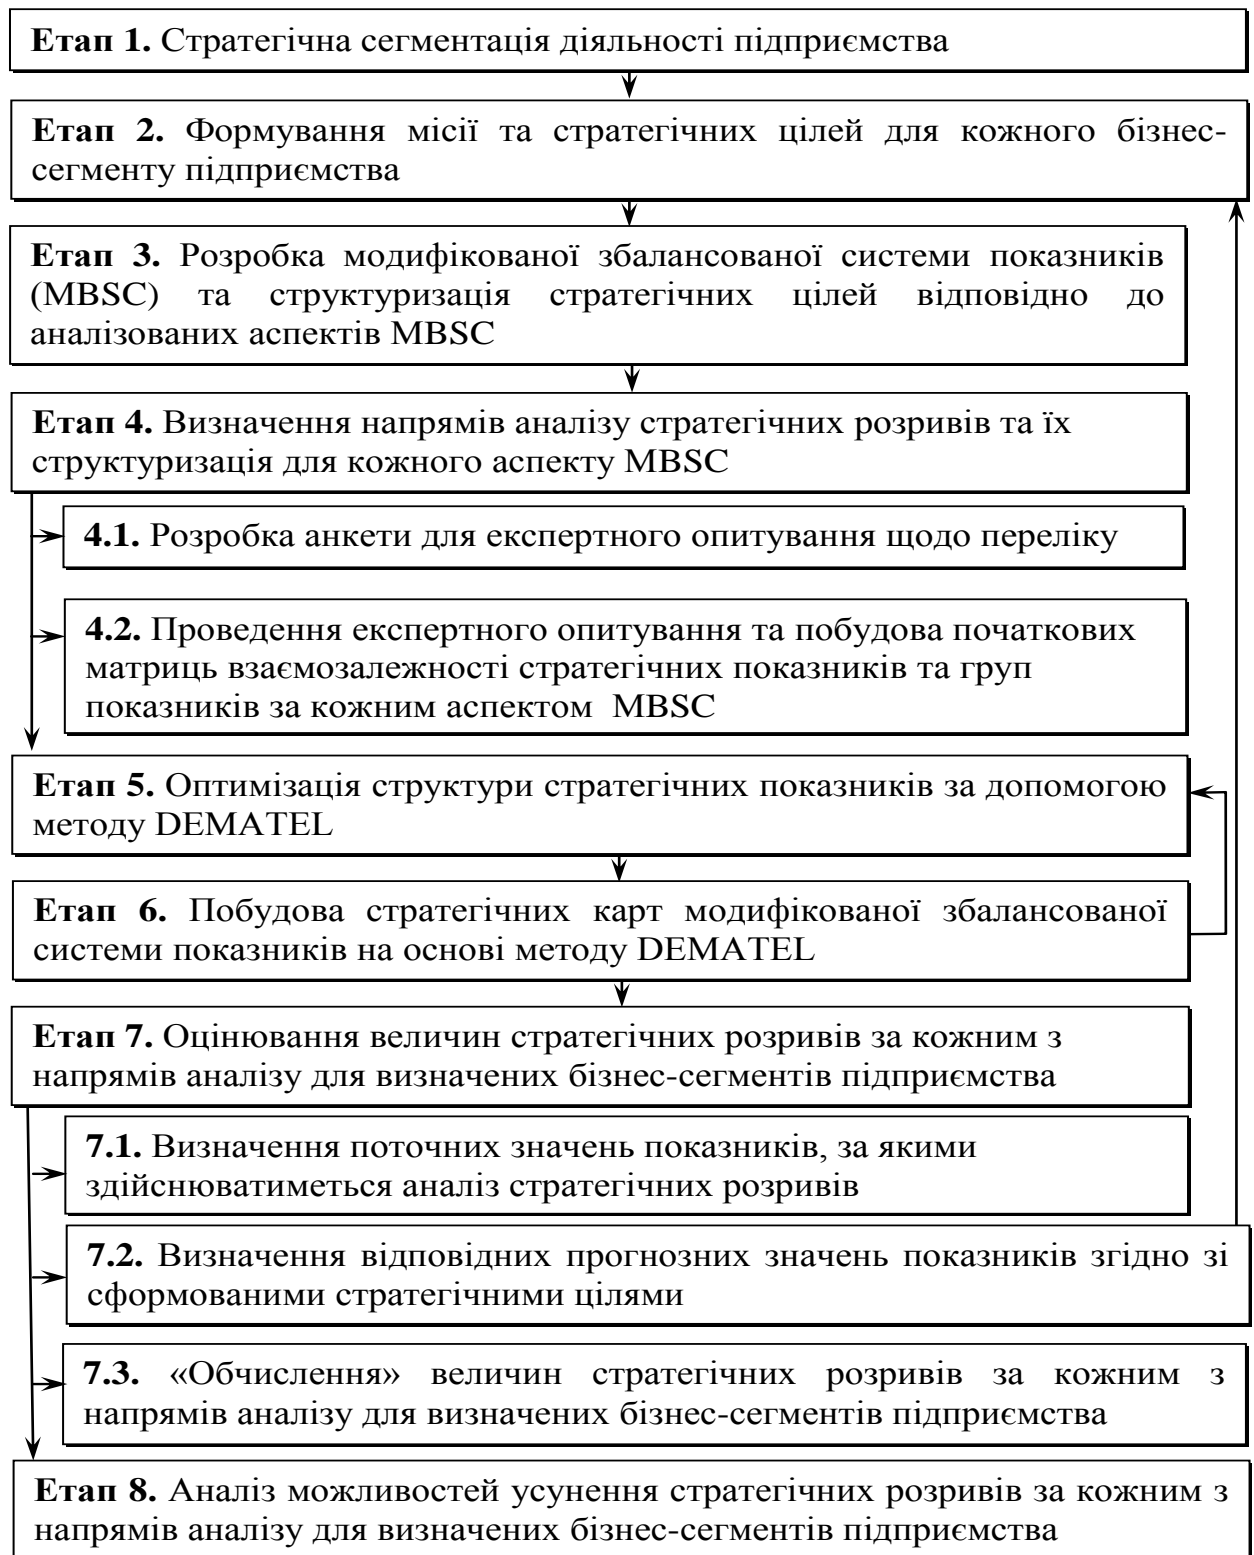 Етап 1. Стратегічна сегментація діяльності підприємства
Етап 2. Формування місії та стратегічних цілей для кожного бізнес-
сегменту підприємства
Етап 3. Розробка модифікованої збалансованої системи показників
(MBSC) та структуризація стратегічних цілей відповідно до
аналізованих аспектів MBSC
Етап 4. Визначення напрямів аналізу стратегічних розривів та їх
структуризація для кожного аспекту MBSC
4.1. Розробка анкети для експертного опитування щодо переліку
4.2. Проведення експертного опитування та побудова початкових
матриць взаємозалежності стратегічних показників та груп
показників за кожним аспектом MBSC
Етап 5. Оптимізація структури стратегічних показників за допомогою
методу DEMATEL
Етап 6. Побудова стратегічних карт модифікованої збалансованої
системи показників на основі методу DEMATEL
Етап 7. Оцінювання величин стратегічних розривів за кожним з
напрямів аналізу для визначених бізнес-сегментів підприємства
7.1. Визначення поточних значень показників, за якими
здійснюватиметься аналіз стратегічних розривів
7.2. Визначення відповідних прогнозних значень показників згідно зі
сформованими стратегічними цілями
7.3. «Обчислення» величин стратегічних розривів за кожним з
напрямів аналізу для визначених бізнес-сегментів підприємства
Етап 8. Аналіз можливостей усунення стратегічних розривів за кожним з
напрямів аналізу для визначених бізнес-сегментів підприємства